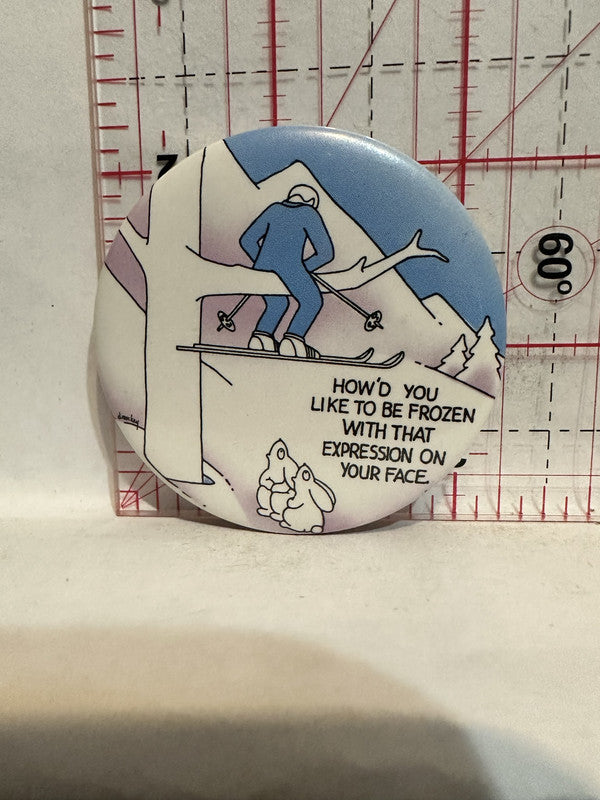 60°
HOW'D YOU
LIKE TO BE FROZEN
WITH THAT
EXPRESSION ON
YOUR FACE.